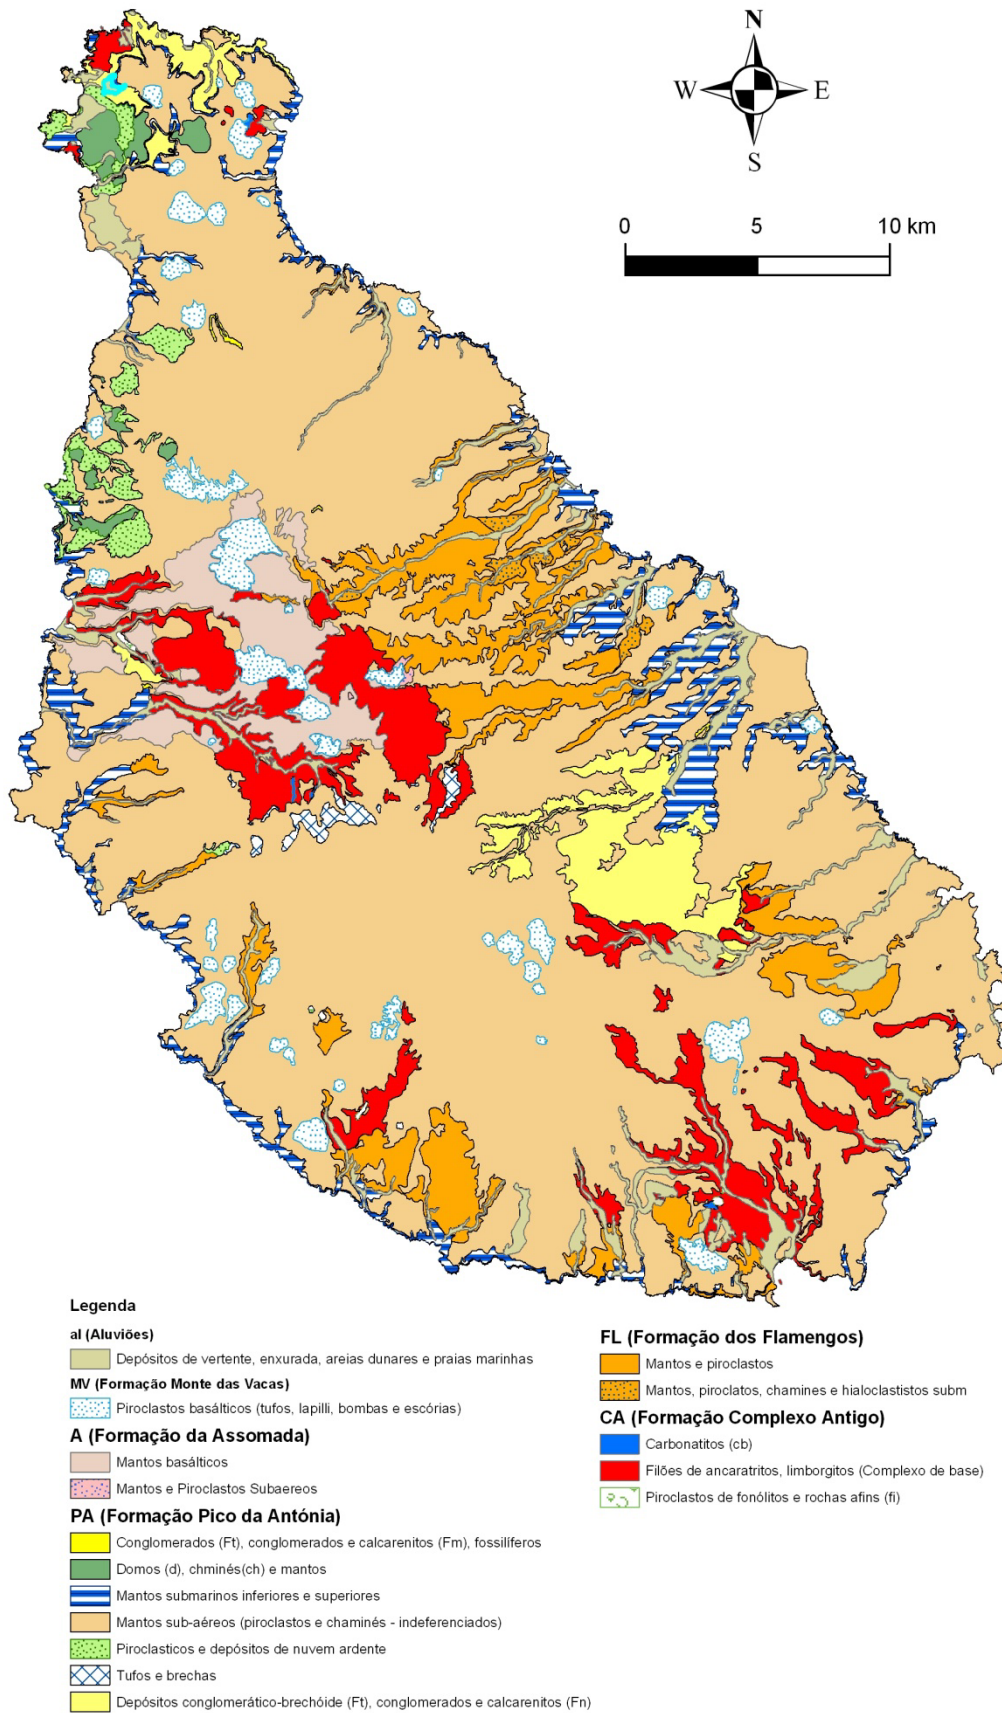 N
W E
S
0 5 10 km
Legenda
al (Aluviões)
Depósitos de vertente, enxurada, areias dunares e praias marinhas
MV (Formação Monte das Vacas)
Piroclastos basálticos (tufos, lapilli, bombas e escórias)
A (Formação da Assomada)
Mantos basálticos
Mantos e Piroclastos Subaereos
PA (Formação Pico da Antónia)
Conglomerados (Ft), conglomerados e calcarenitos (Fm), fossilíferos
Domos (d), chminés(ch) e mantos
Mantos submarinos inferiores e superiores
Mantos sub-aéreos (piroclastos e chaminés - indeferenciados)
Piroclasticos e depósitos de nuvem ardente
Tufos e brechas
Depósitos conglomerático-brechóide (Ft), conglomerados e calcarenitos (Fn)
FL (Formação dos Flamengos)
Mantos e piroclastos
Mantos, piroclatos, chamines e hialoclastistos subm
CA (Formação Complexo Antigo)
Carbonatitos (cb)
Filões de ancaratritos, limborgitos (Complexo de base)
Piroclastos de fonólitos e rochas afins (fi)